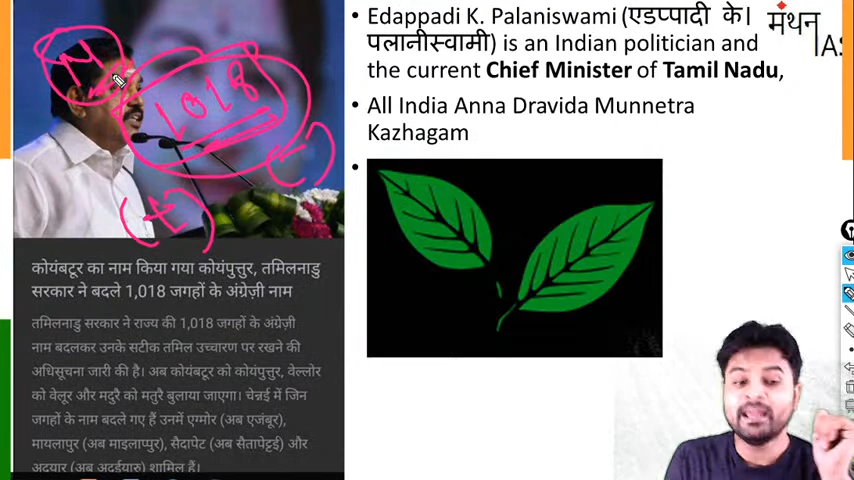 • Edappadi K. Palaniswami (एडप्पादी के।
पलानीस्वामी) is an Indian politician and
the current Chief Minister of Tamil Nadu,
• All India Anna Dravida Munnetra
Kazhagam
•
मंथन
IAS
N
1018
(-)
(+)
कोयंबटूर का नाम किया गया कोयंपुत्तुर, तमिलनाडु
सरकार ने बदले 1,018 जगहों के अंग्रेज़ी नाम
तमिलनाडु सरकार ने राज्य की 1,018 जगहों के अंग्रेज़ी
नाम बदलकर उनके सटीक तमिल उच्चारण पर रखने की
अधिसूचना जारी की है। अब कोयंबटूर को कोयंपुत्तुर, वेल्लोर
को वेलूर और मदुरै को मतुरै बुलाया जाएगा। चेन्नई में जिन
जगहों के नाम बदले गए हैं उनमें एग्मोर (अब एजंबूर),
मायलापुर (अब माइलाप्पुर), सैदापेट (अब सैतापेट्टई) और
अदयार (अब अदईयारु) शामिल हैं।